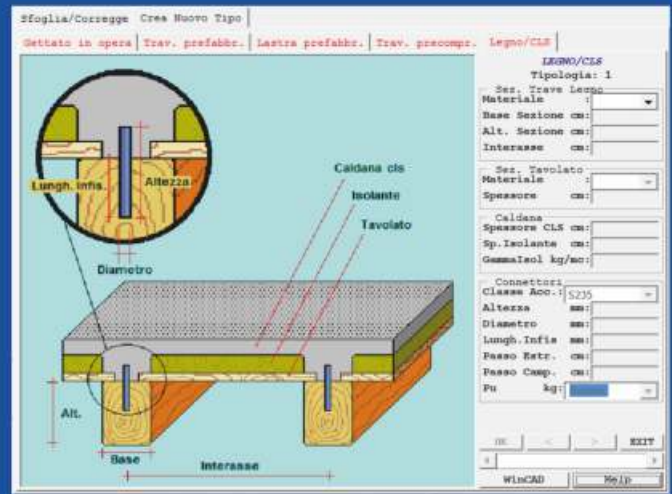 Sfoglia/Corregge Crea Nuovo Tipo
Gettato in opera Trav. prefabbr. Lastra prefabbr. Trav. precompr. Legno/CLS
Lungh. Infis.
Altezza
Diametro
Caldana cls
Isolante
Tavolato
Alt.
Base
Interasse
LEGNO/CLS
Tipologia: 1
Sez. Trave Legno
Materiale :
Base Sezione cm:
Alt. Sezione cm:
Interasse cm:
Sez. Tavolato
Materiale :
Spessore cm:
Caldana
Spessore CLS cm:
Sp.Isolante cm:
GammaIsol kg/mc:
Connettori
Classe Acc.: S235
Altezza mm:
Diametro mm:
Lungh.Infis mm:
Passo Estr. cm:
Passo Camp. cm:
Pu kg:
OK < > EXIT
WinCAD Help